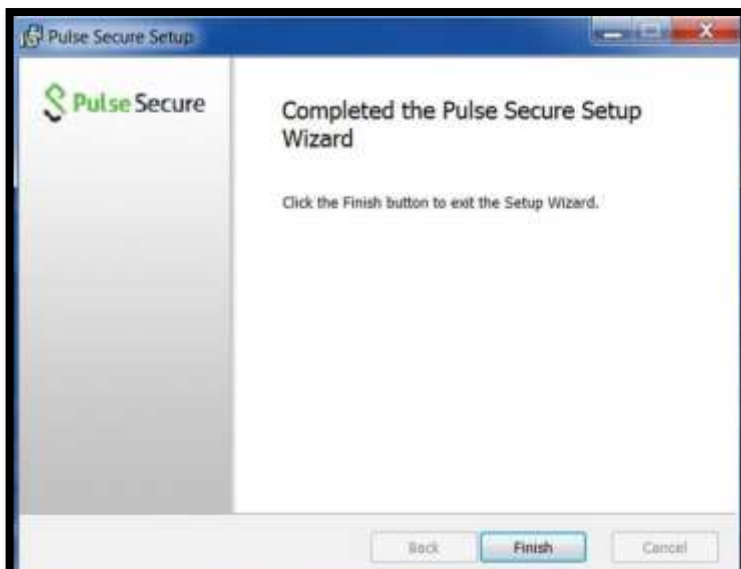 Pulse Secure Setup
Pulse Secure
Completed the Pulse Secure Setup
Wizard
Click the Finish button to exit the Setup Wizard.
Back
Finish
Cancel